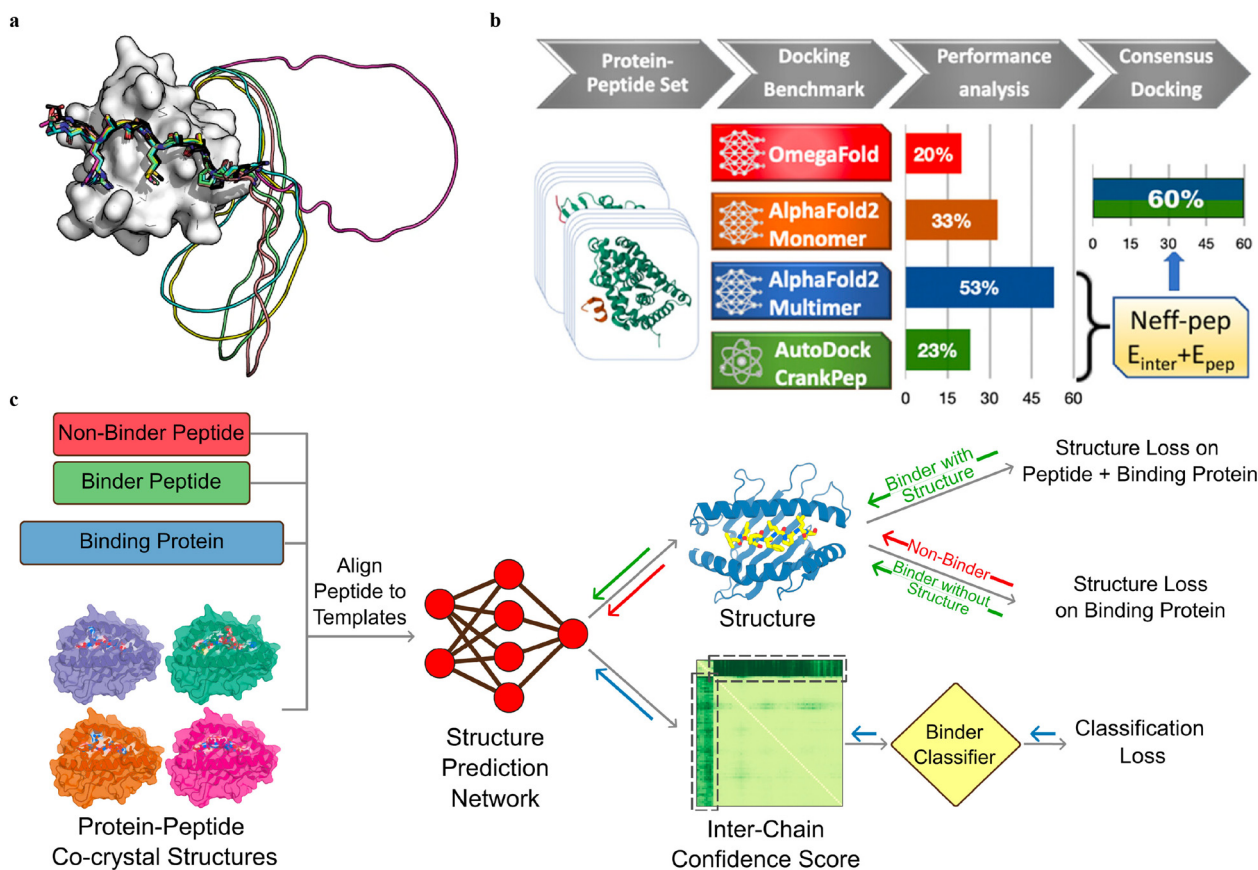 a
b
Protein-
Peptide Set
Docking
Benchmark
Performance
analysis
Consensus
Docking
OmegaFold
20%
AlphaFold2
Monomer
33%
AlphaFold2
Multimer
53%
AutoDock
CrankPep
23%
0 15 30 45 60
60%
0 15 30 45 60
Neff-pep
E_inter+E_pep
c
Non-Binder Peptide
Binder Peptide
Binding Protein
Align
Peptide to
Templates
Protein-Peptide
Co-crystal Structures
Structure
Prediction
Network
Structure
Binder with
Structure
Structure Loss on
Peptide + Binding Protein
Non-Binder
Binder without
Structure
Structure Loss
on Binding Protein
Inter-Chain
Confidence Score
Binder
Classifier
Classification
Loss